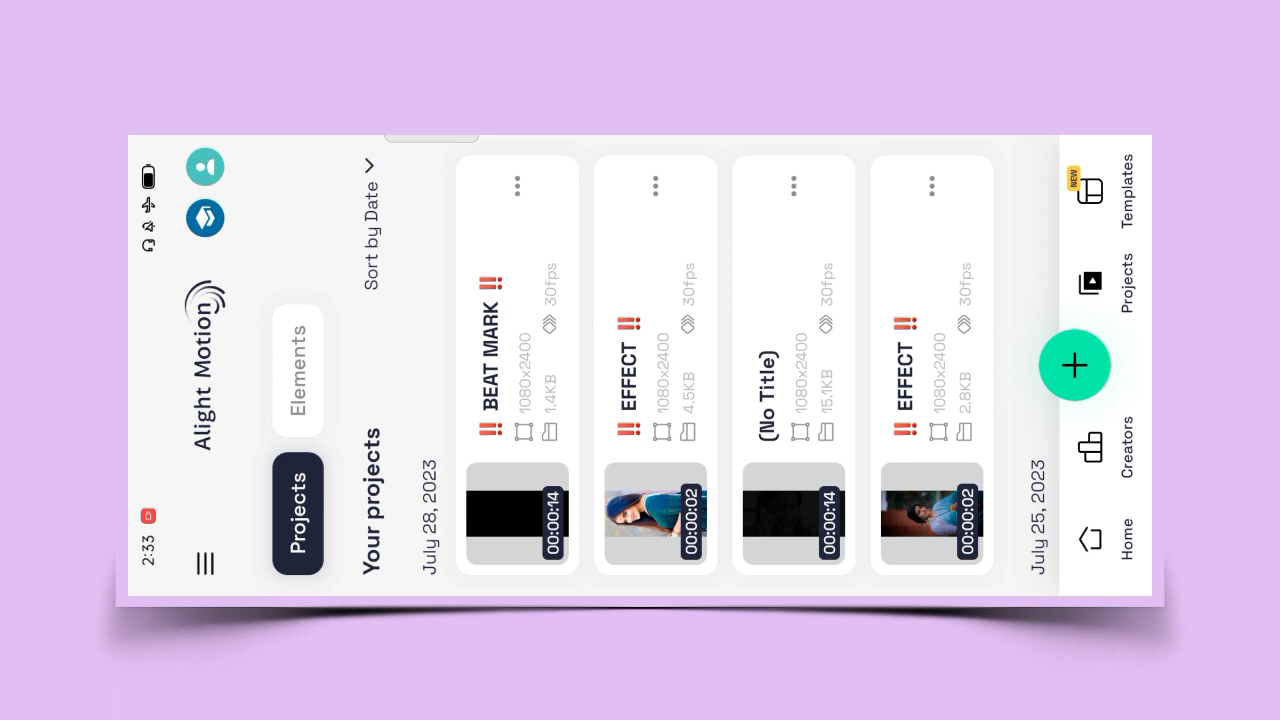 2:33
Alight Motion
Projects
Elements
Your projects
Sort by Date
July 28, 2023
‼ BEAT MARK ‼
1080x2400
1.4KB
30fps
00:00:14
‼ EFFECT ‼
1080x2400
4.5KB
30fps
00:00:02
(No Title)
1080x2400
15.1KB
30fps
00:00:14
‼ EFFECT ‼
1080x2400
2.8KB
30fps
00:00:02
July 25, 2023
Home
Creators
Projects
NEW
Templates